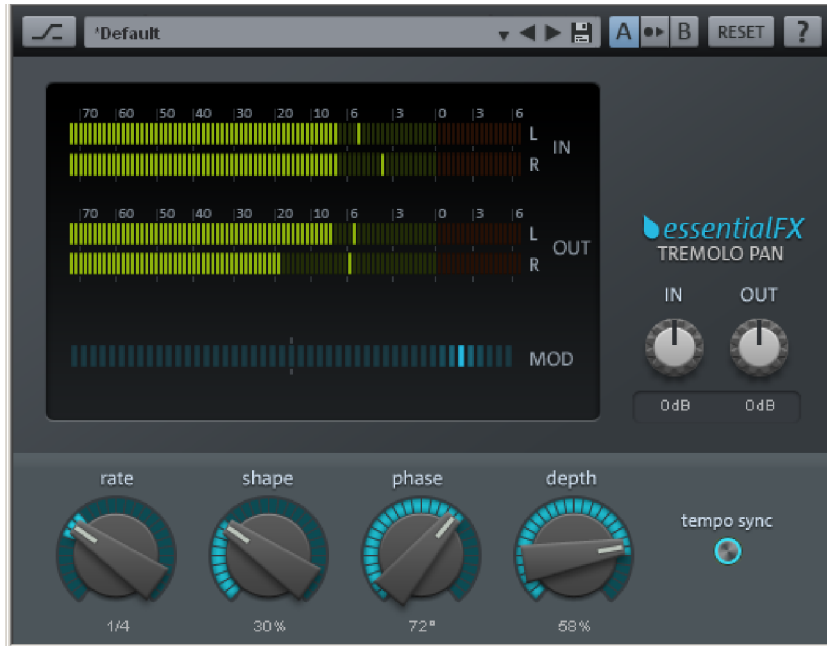 *Default A B RESET ?
70 60 50 40 30 20 10 6 3 0 3 6
L
IN
R
70 60 50 40 30 20 10 6 3 0 3 6
L
OUT
R
MOD
essentialFX
TREMOLO PAN
IN OUT
0dB 0dB
rate shape phase depth
tempo sync
1/4 30% 72° 58%